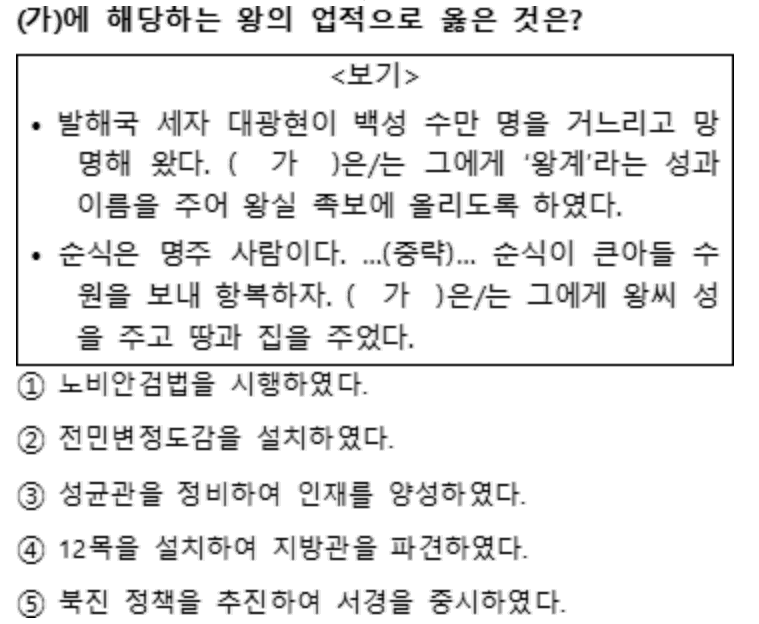 (가)에 해당하는 왕의 업적으로 옳은 것은?
<보기>
• 발해국 세자 대광현이 백성 수만 명을 거느리고 망
명해 왔다. ( 가 )은/는 그에게 '왕계'라는 성과
이름을 주어 왕실 족보에 올리도록 하였다.
• 순식은 명주 사람이다. ...(중략)... 순식이 큰아들 수
원을 보내 항복하자. ( 가 )은/는 그에게 왕씨 성
을 주고 땅과 집을 주었다.
① 노비안검법을 시행하였다.
② 전민변정도감을 설치하였다.
③ 성균관을 정비하여 인재를 양성하였다.
④ 12목을 설치하여 지방관을 파견하였다.
⑤ 북진 정책을 추진하여 서경을 중시하였다.